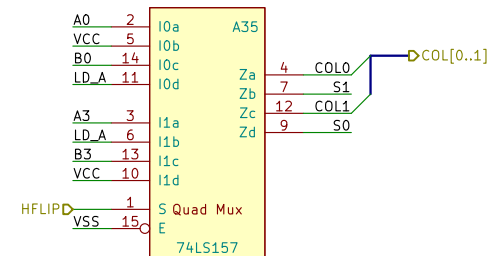 A0 2 I0a A35
VCC 5 I0b
B0 14 I0c
LD_A 11 I0d
Za 4 COL0 COL[0..1]
Zb 7 S1
Zc 12 COL1
Zd 9 S0
A3 3 I1a
LD_A 6 I1b
B3 13 I1c
VCC 10 I1d
HFLIP 1 S Quad Mux
VSS 15 E
74LS157